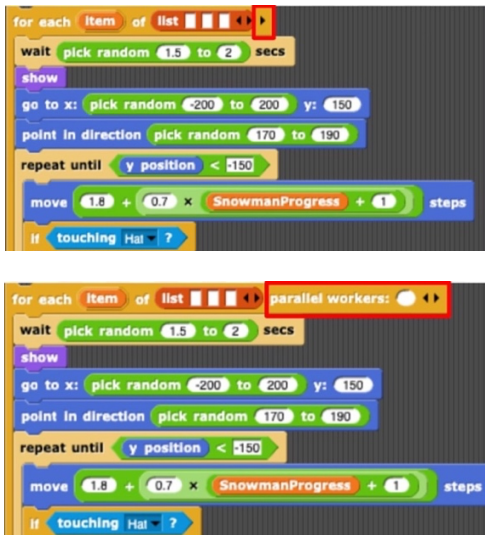 for each item of list
wait pick random 1.5 to 2 secs
show
go to x: pick random -200 to 200 y: 150
point in direction pick random 170 to 190
repeat until y position < -150
move 1.8 + 0.7 × SnowmanProgress + 1 steps
if touching Hat ?
for each item of list parallel workers:
wait pick random 1.5 to 2 secs
show
go to x: pick random -200 to 200 y: 150
point in direction pick random 170 to 190
repeat until y position < -150
move 1.8 + 0.7 × SnowmanProgress + 1 steps
if touching Hat ?